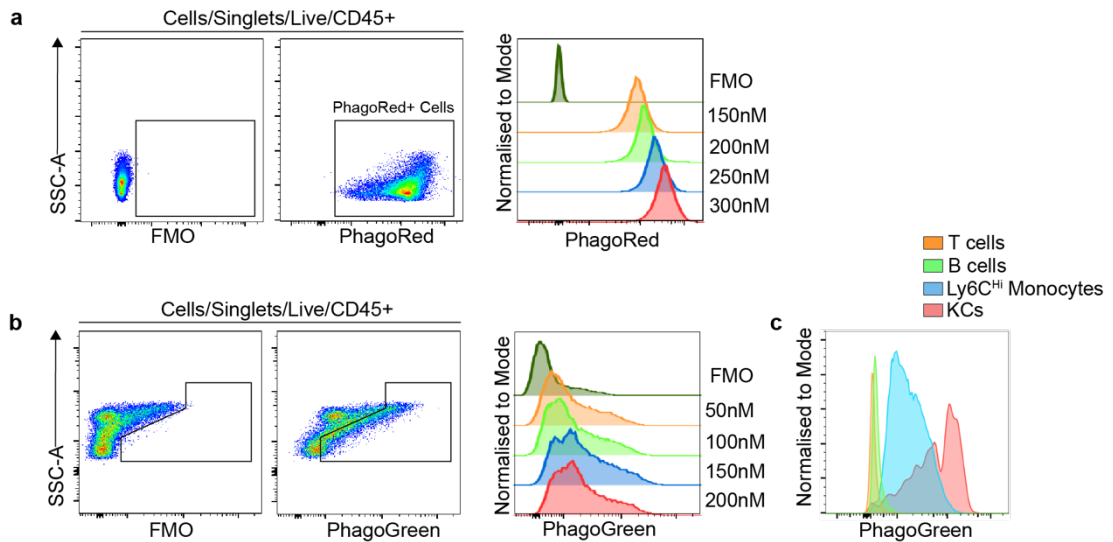 a
Cells/Singlets/Live/CD45+
SSC-A
FMO
PhagoRed+ Cells
PhagoRed
Normalised to Mode
FMO
150nM
200nM
250nM
300nM
PhagoRed
b
Cells/Singlets/Live/CD45+
SSC-A
FMO
PhagoGreen
Normalised to Mode
FMO
50nM
100nM
150nM
200nM
PhagoGreen
T cells
B cells
Ly6CHi Monocytes
KCs
c
Normalised to Mode
PhagoGreen